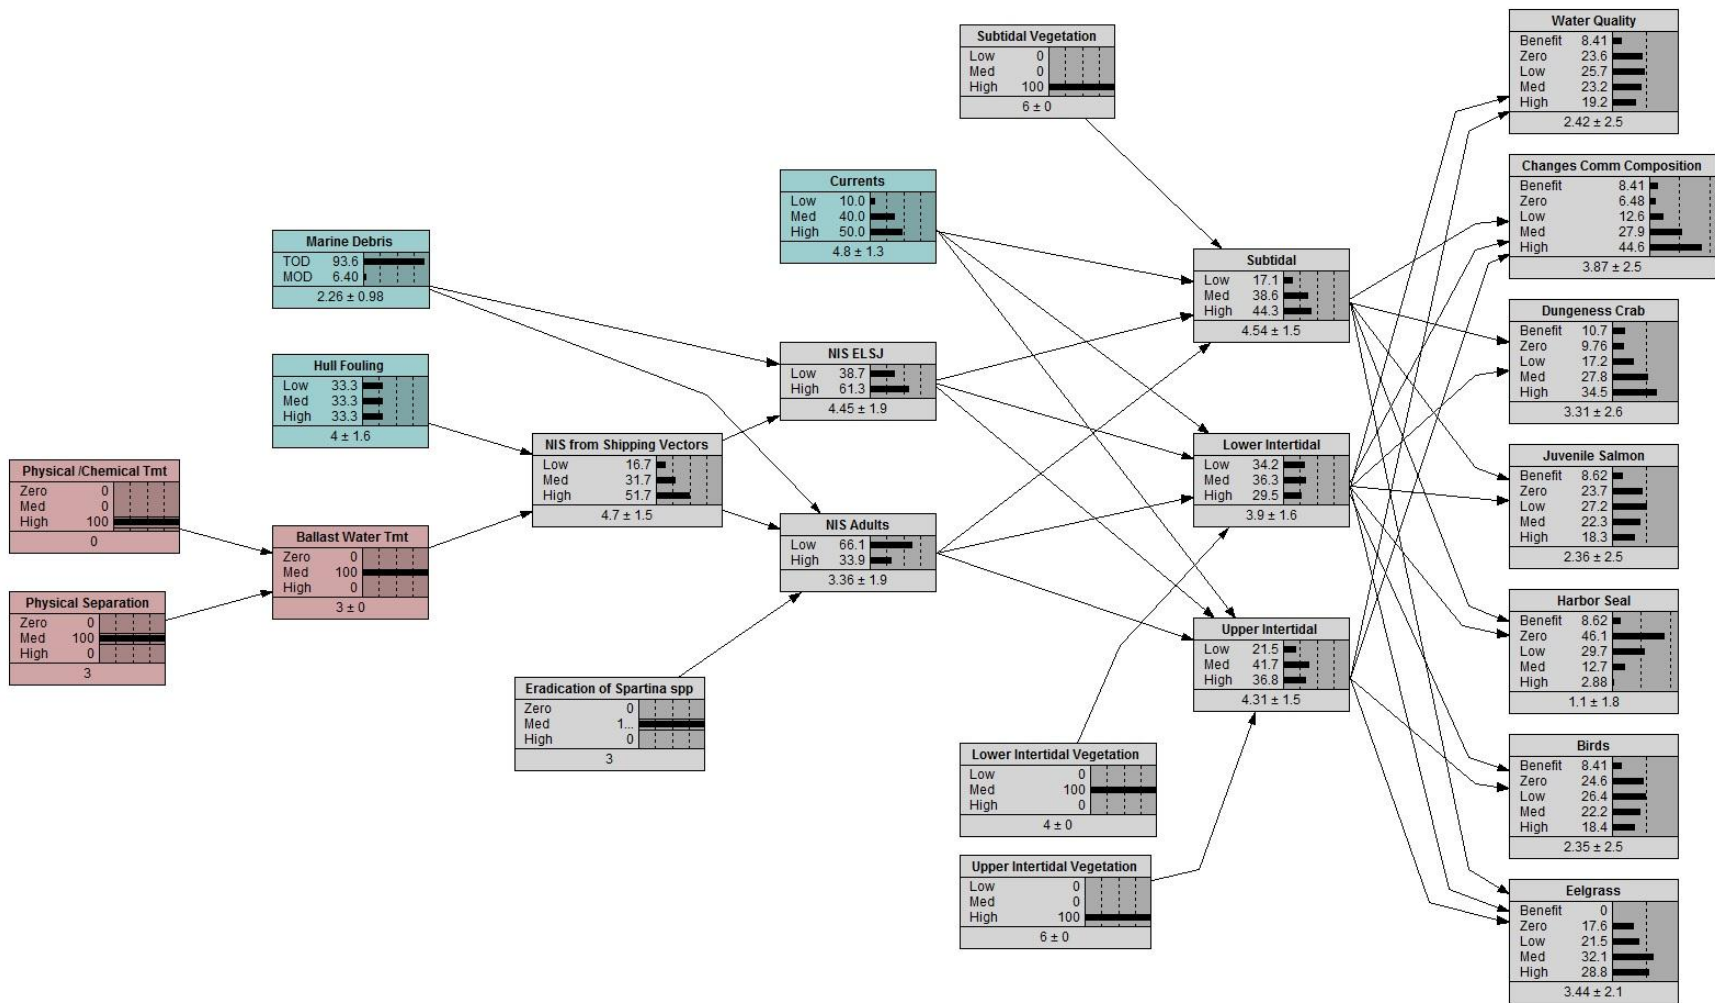 Water Quality
Benefit 8.41
Zero 23.6
Low 25.7
Med 23.2
High 19.2
2.42 ± 2.5
Subtidal Vegetation
Low 0
Med 0
High 100
6 ± 0
Changes Comm Composition
Benefit 8.41
Zero 6.48
Low 12.6
Med 27.9
High 44.6
3.87 ± 2.5
Currents
Low 10.0
Med 40.0
High 50.0
4.8 ± 1.3
Marine Debris
TOD 93.6
MOD 6.40
2.26 ± 0.98
Subtidal
Low 17.1
Med 38.6
High 44.3
4.54 ± 1.5
Dungeness Crab
Benefit 10.7
Zero 9.76
Low 17.2
Med 27.8
High 34.5
3.31 ± 2.6
NIS ELSJ
Low 38.7
High 61.3
4.45 ± 1.9
Hull Fouling
Low 33.3
Med 33.3
High 33.3
4 ± 1.6
NIS from Shipping Vectors
Low 16.7
Med 31.7
High 51.7
4.7 ± 1.5
Lower Intertidal
Low 34.2
Med 36.3
High 29.5
3.9 ± 1.6
Juvenile Salmon
Benefit 8.62
Zero 23.7
Low 27.2
Med 22.3
High 18.3
2.36 ± 2.5
Physical /Chemical Tmt
Zero 0
Med 0
High 100
0
Ballast Water Tmt
Zero 0
Med 100
High 0
3 ± 0
NIS Adults
Low 66.1
High 33.9
3.36 ± 1.9
Physical Separation
Zero 0
Med 100
High 0
3
Harbor Seal
Benefit 8.62
Zero 46.1
Low 29.7
Med 12.7
High 2.88
1.1 ± 1.8
Upper Intertidal
Low 21.5
Med 41.7
High 36.8
4.31 ± 1.5
Eradication of Spartina spp
Zero 0
Med 1...
High 0
3
Lower Intertidal Vegetation
Low 0
Med 100
High 0
4 ± 0
Birds
Benefit 8.41
Zero 24.6
Low 26.4
Med 22.2
High 18.4
2.35 ± 2.5
Upper Intertidal Vegetation
Low 0
Med 0
High 100
6 ± 0
Eelgrass
Benefit 0
Zero 17.6
Low 21.5
Med 32.1
High 28.8
3.44 ± 2.1